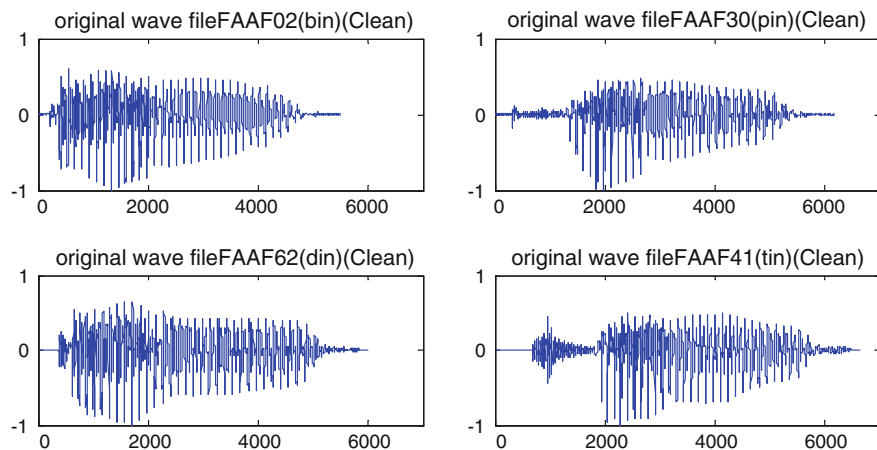 original wave fileFAAF02(bin)(Clean)
1
0
-1
0 2000 4000 6000
original wave fileFAAF30(pin)(Clean)
1
0
-1
0 2000 4000 6000
original wave fileFAAF62(din)(Clean)
1
0
-1
0 2000 4000 6000
original wave fileFAAF41(tin)(Clean)
1
0
-1
0 2000 4000 6000